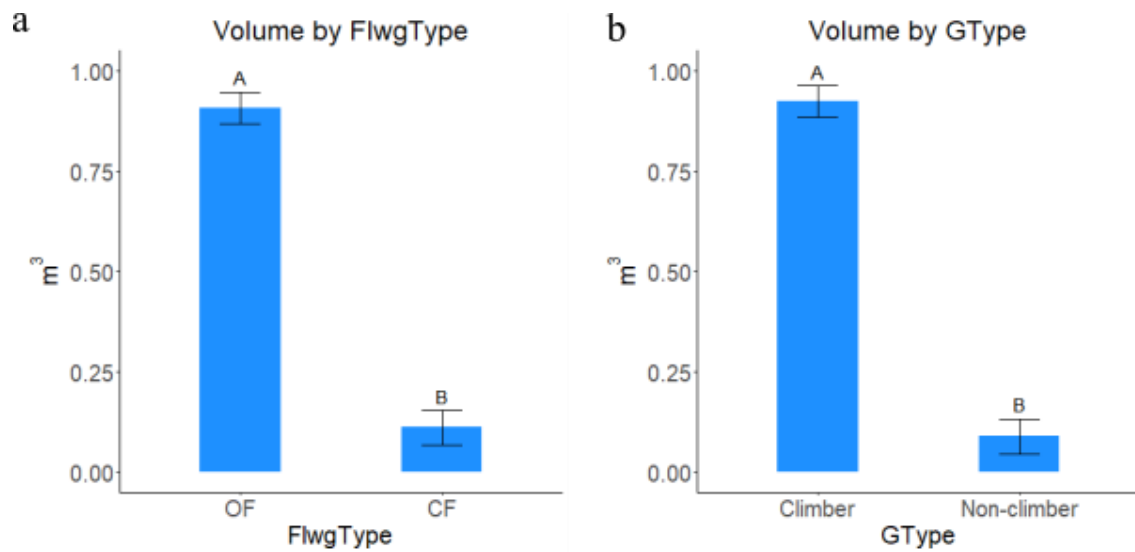 a
Volume by FlwgType
1.00
0.75
0.50
0.25
0.00
m³
A
B
OF CF
FlwgType
b
Volume by GType
1.00
0.75
0.50
0.25
0.00
m³
A
B
Climber Non-climber
GType